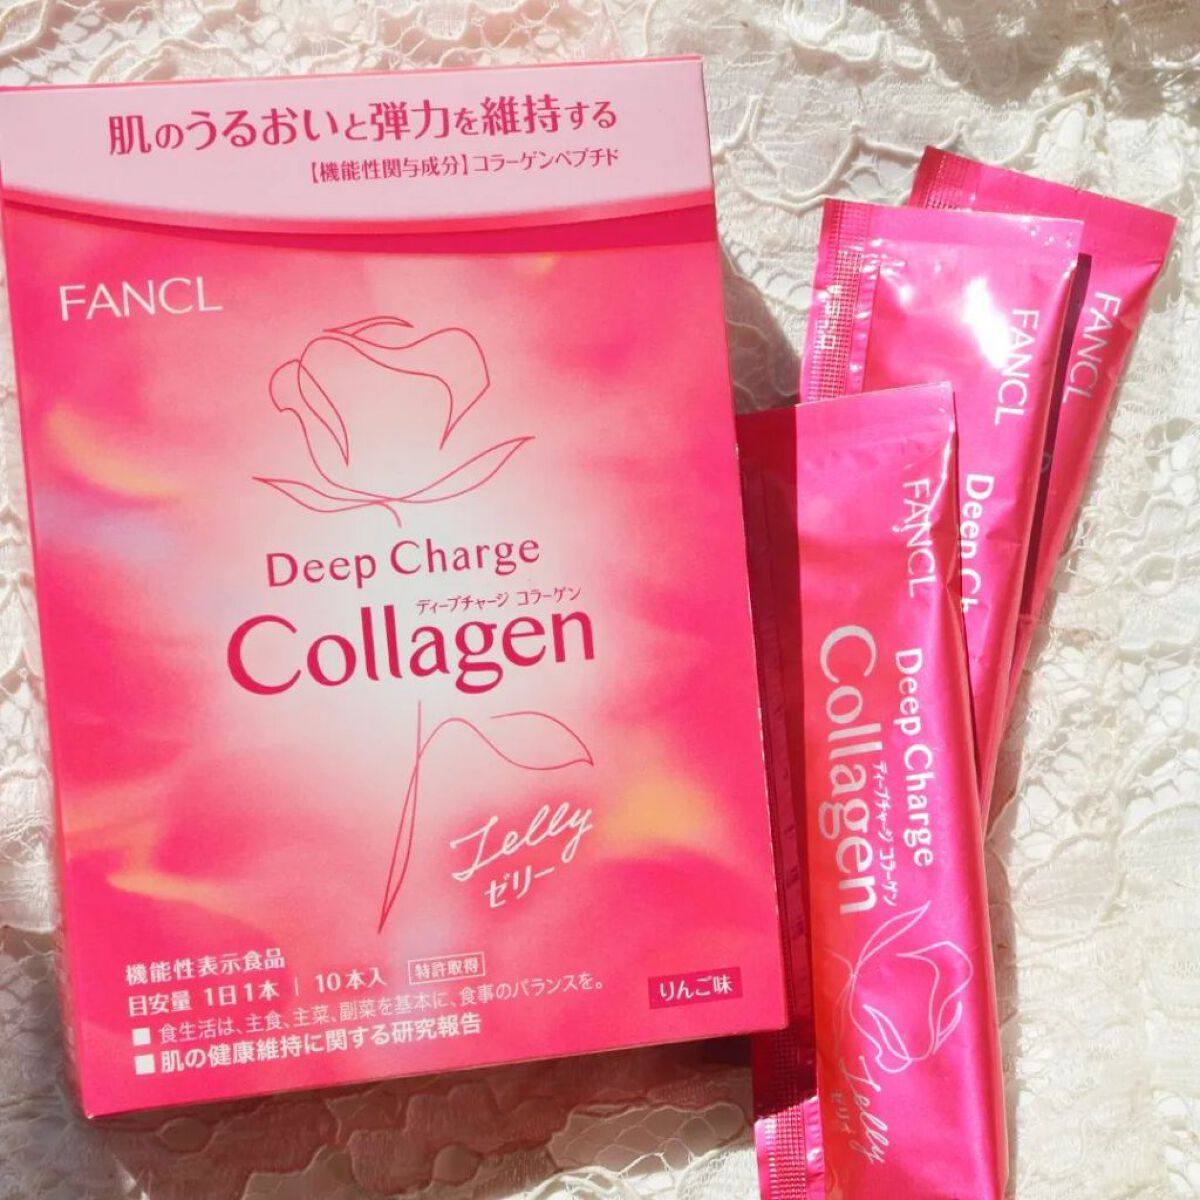 肌のうるおいと弾力を維持する
【機能性関与成分】コラーゲンペプチド
FANCL
Deep Charge
ディープチャージ コラーゲン
Collagen
Jelly
ゼリー
機能性表示食品
目安量 1日1本 | 10本入 特許取得
りんご味
■ 食生活は、主食、主菜、副菜を基本に、食事のバランスを。
■ 肌の健康維持に関する研究報告
FANCL
FANCL
Deep Ch
FANCL
Deep Charge
ディープチャージ コラーゲン
Collagen
Jelly
ゼリー